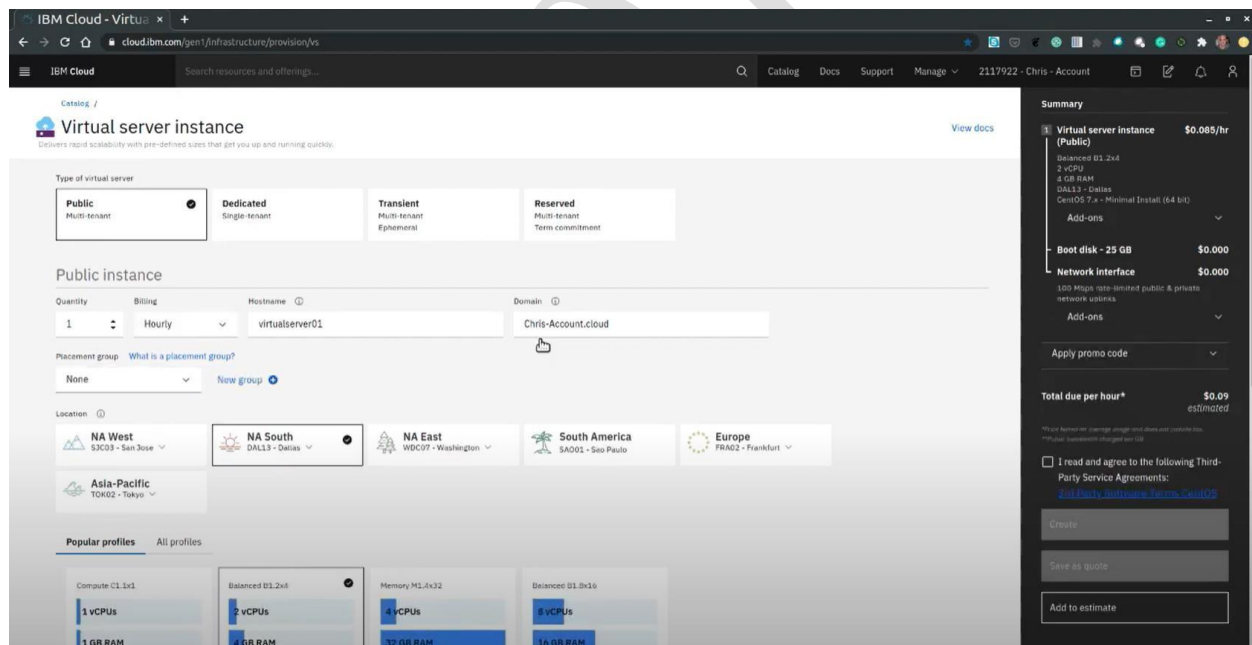 IBM Cloud - Virtua × +
cloud.ibm.com/gen1/infrastructure/provision/vs
IBM Cloud
Search resources and offerings...
Catalog Docs Support Manage 2117922 - Chris - Account
Catalog /
Virtual server instance
View docs
Delivers rapid scalability with pre-defined sizes that get you up and running quickly.
Type of virtual server
Public
Multi-tenant
Dedicated
Single-tenant
Transient
Multi-tenant
Ephemeral
Reserved
Multi-tenant
Term commitment
Public instance
Quantity Billing Hostname Domain
1 Hourly virtualserver01 Chris-Account.cloud
Placement group What is a placement group?
None New group
Location
NA West
SJC03 - San Jose
NA South
DAL13 - Dallas
NA East
WDC07 - Washington
South America
SAO01 - Sao Paulo
Europe
FRA02 - Frankfurt
Asia-Pacific
TOK02 - Tokyo
Popular profiles All profiles
Compute C1.1x1
1 vCPUs
1 GB RAM
Balanced B1.2x4
2 vCPUs
4 GB RAM
Memory M1.4x32
4 vCPUs
32 GB RAM
Balanced B1.8x16
8 vCPUs
16 GB RAM
Summary
1 Virtual server instance (Public) $0.085/hr
Balanced B1.2x4
2 vCPU
4 GB RAM
DAL13 - Dallas
CentOS 7.x - Minimal Install (64 bit)
Add-ons
Boot disk - 25 GB $0.000
Network interface $0.000
100 Mbps rate-limited public & private
network uplinks
Add-ons
Apply promo code
Total due per hour* $0.09
estimated
I read and agree to the following Third-
Party Service Agreements:
3rd Party Software Terms CentOS
Create
Save as quote
Add to estimate